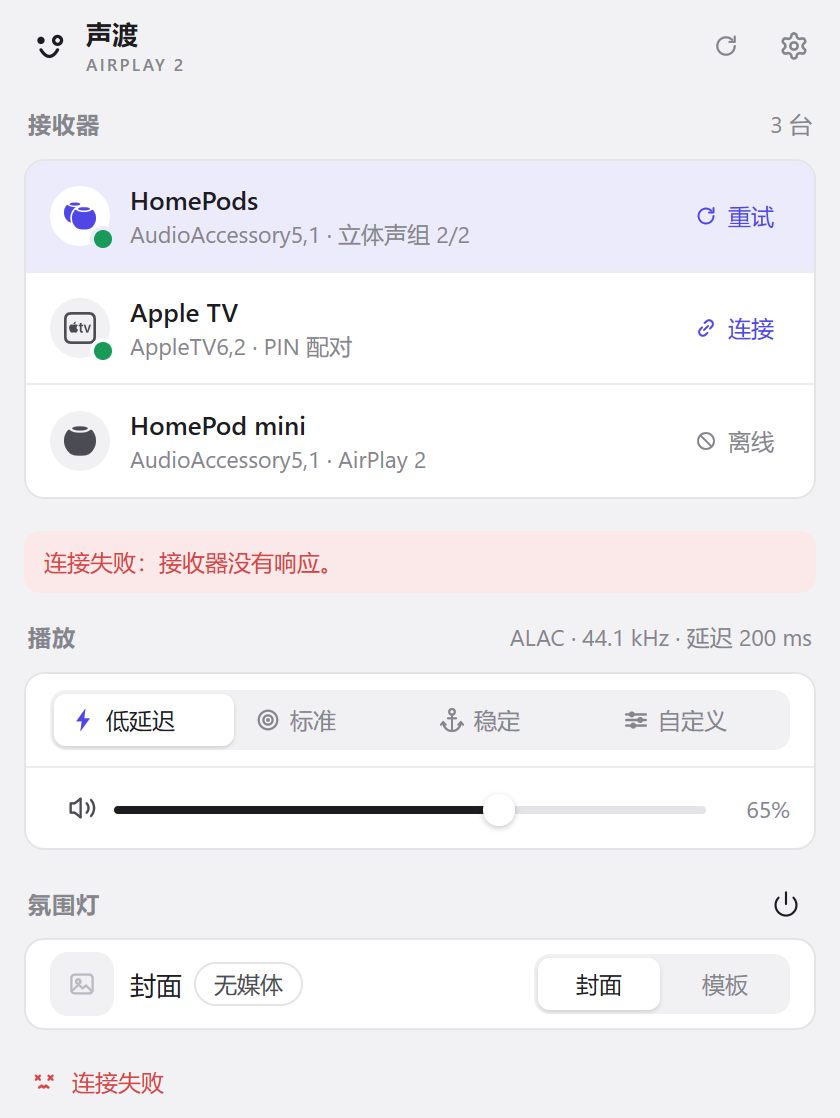 声渡
AIRPLAY 2
接收器 3 台
HomePods
AudioAccessory5,1 · 立体声组 2/2
重试
tv
Apple TV
AppleTV6,2 · PIN 配对
连接
HomePod mini
AudioAccessory5,1 · AirPlay 2
离线
连接失败：接收器没有响应。
播放 ALAC · 44.1 kHz · 延迟 200 ms
低延迟 标准 稳定 自定义
65%
氛围灯
封面 无媒体 封面 模板
连接失败